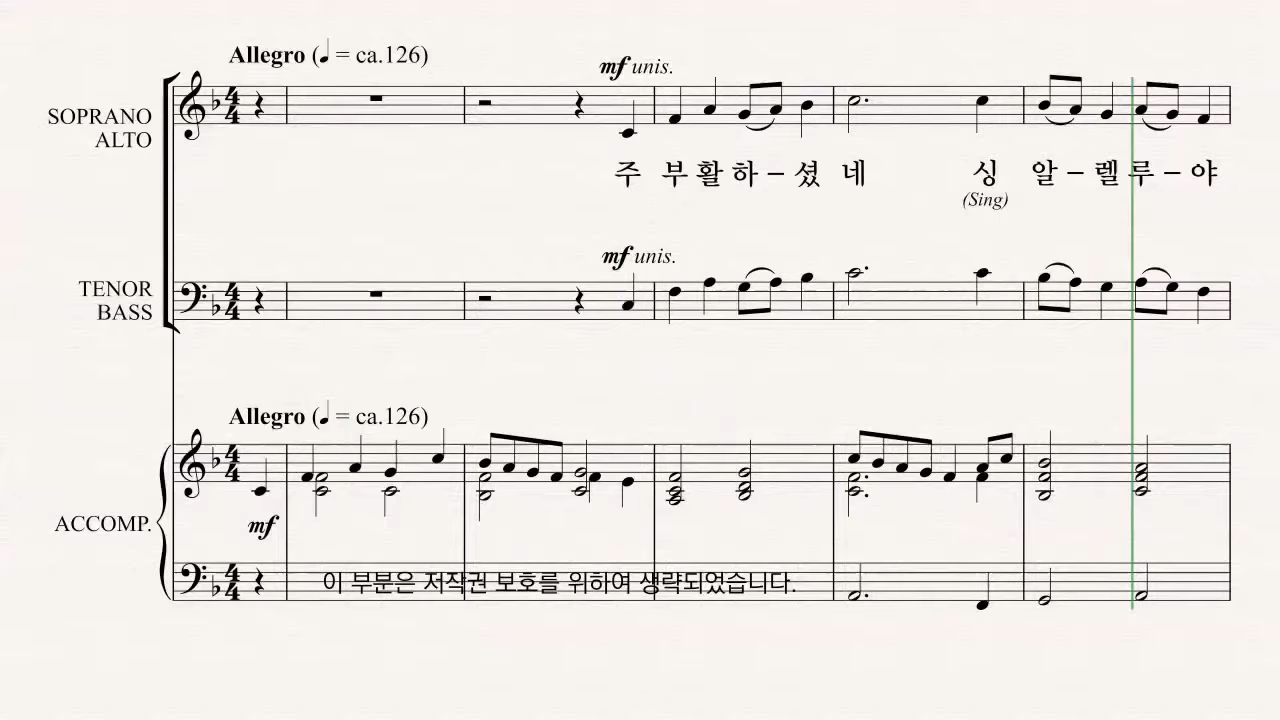 Allegro (♩ = ca.126)
mf unis.
SOPRANO
ALTO
주 부 활 하 – 셨 네 싱 알 – 렐 루 – 야
(Sing)
mf unis.
TENOR
BASS
Allegro (♩ = ca.126)
mf
ACCOMP.
이 부분은 저작권 보호를 위하여 생략되었습니다.